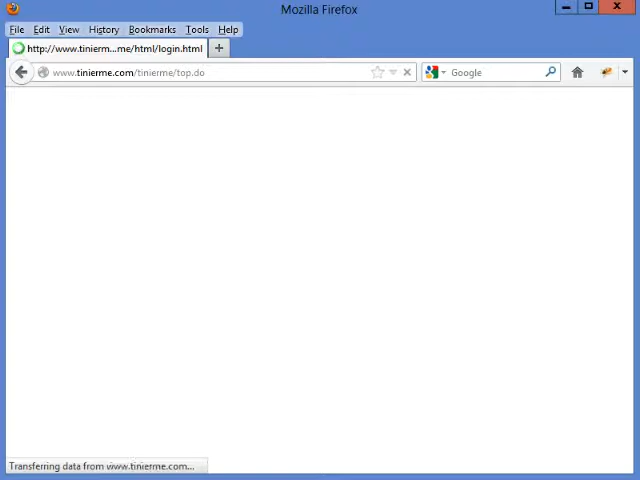 Mozilla Firefox
File Edit View History Bookmarks Tools Help
http://www.tinierm...me/html/login.html
www.tinierme.com/tinierme/top.do
Google
Transferring data from www.tinierme.com...